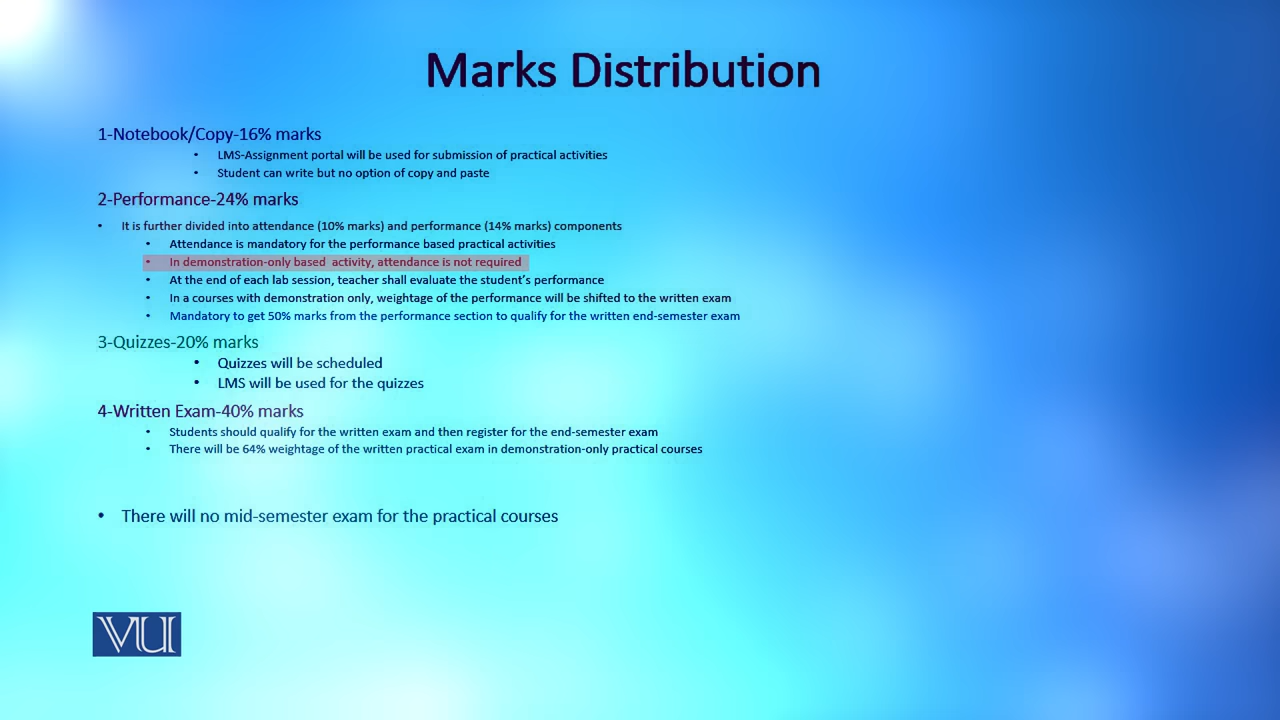 Marks Distribution
1-Notebook/Copy-16% marks
• LMS-Assignment portal will be used for submission of practical activities
• Student can write but no option of copy and paste
2-Performance-24% marks
• It is further divided into attendance (10% marks) and performance (14% marks) components
• Attendance is mandatory for the performance based practical activities
• In demonstration-only based activity, attendance is not required
• At the end of each lab session, teacher shall evaluate the student's performance
• In a courses with demonstration only, weightage of the performance will be shifted to the written exam
• Mandatory to get 50% marks from the performance section to qualify for the written end-semester exam
3-Quizzes-20% marks
• Quizzes will be scheduled
• LMS will be used for the quizzes
4-Written Exam-40% marks
• Students should qualify for the written exam and then register for the end-semester exam
• There will be 64% weightage of the written practical exam in demonstration-only practical courses
• There will no mid-semester exam for the practical courses
VU